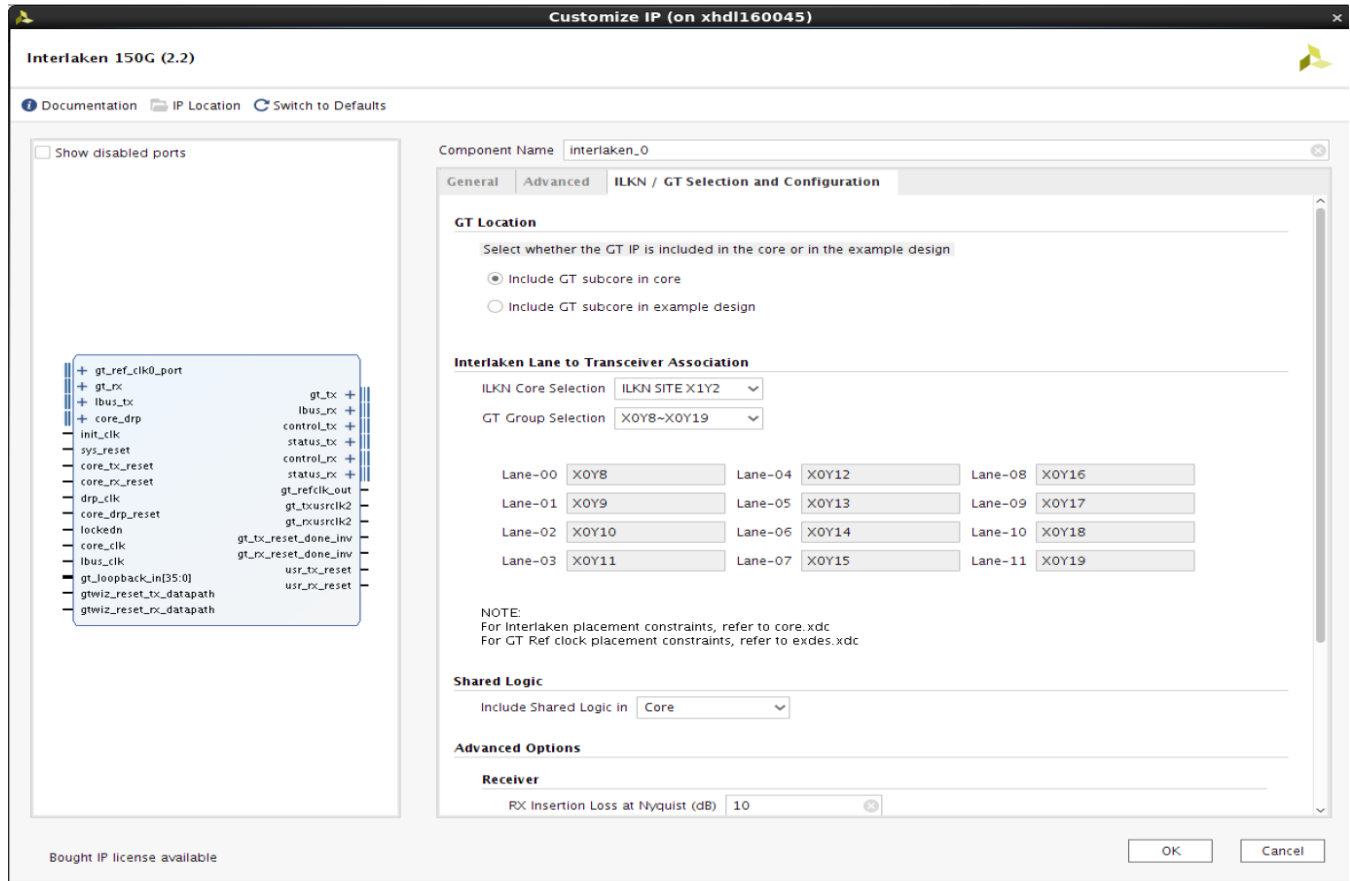 Customize IP (on xhdl160045)
Interlaken 150G (2.2)
Documentation IP Location Switch to Defaults
Show disabled ports
gt_ref_clk0_port
gt_rx
lbus_tx
core_drp
init_clk
sys_reset
core_tx_reset
core_rx_reset
drp_clk
core_drp_reset
lockedn
core_clk
lbus_clk
gt_loopback_in[35:0]
gtwiz_reset_tx_datapath
gtwiz_reset_rx_datapath
gt_tx
lbus_rx
control_tx
status_tx
control_rx
status_rx
gt_refclk_out
gt_txusrclk2
gt_rxusrclk2
gt_tx_reset_done_inv
gt_rx_reset_done_inv
usr_tx_reset
usr_rx_reset
Component Name interlaken_0
General Advanced ILKN / GT Selection and Configuration
GT Location
Select whether the GT IP is included in the core or in the example design
Include GT subcore in core
Include GT subcore in example design
Interlaken Lane to Transceiver Association
ILKN Core Selection ILKN SITE X1Y2
GT Group Selection X0Y8~X0Y19
Lane-00 X0Y8 Lane-04 X0Y12 Lane-08 X0Y16
Lane-01 X0Y9 Lane-05 X0Y13 Lane-09 X0Y17
Lane-02 X0Y10 Lane-06 X0Y14 Lane-10 X0Y18
Lane-03 X0Y11 Lane-07 X0Y15 Lane-11 X0Y19
NOTE:
For Interlaken placement constraints, refer to core.xdc
For GT Ref clock placement constraints, refer to exdes.xdc
Shared Logic
Include Shared Logic in Core
Advanced Options
Receiver
RX Insertion Loss at Nyquist (dB) 10
Bought IP license available
OK Cancel